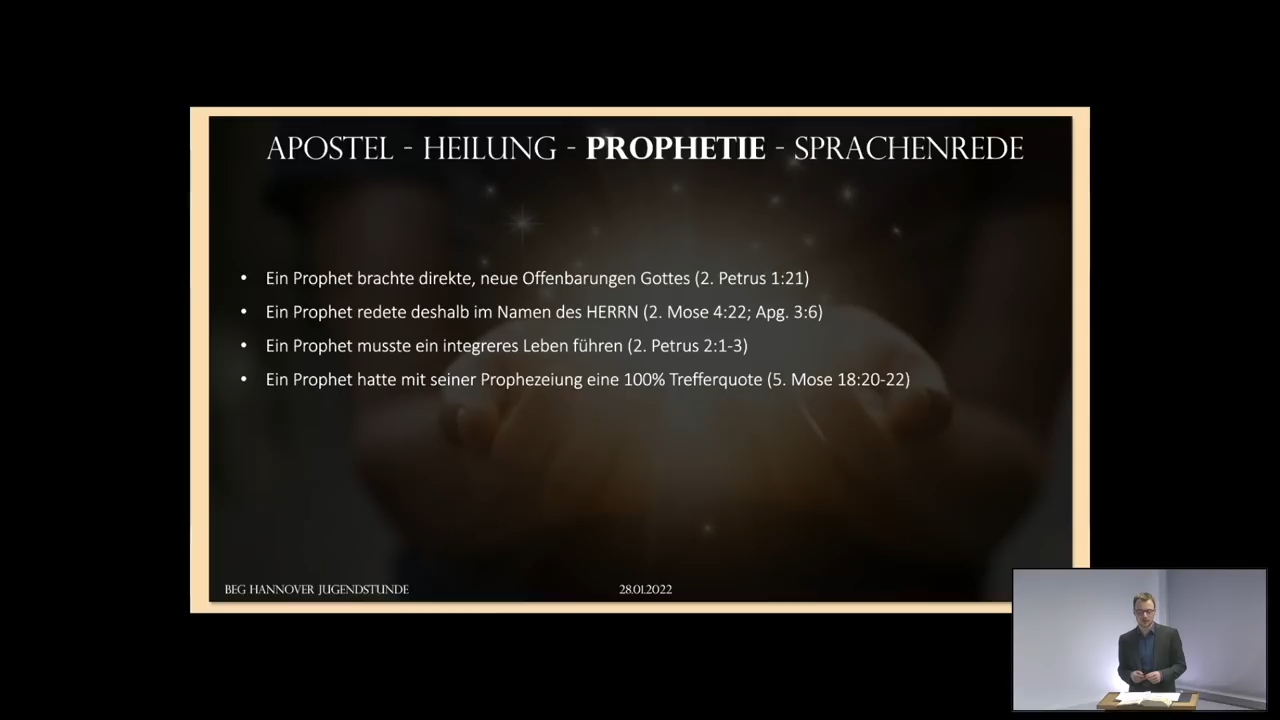 APOSTEL - HEILUNG - PROPHETIE - SPRACHENREDE
• Ein Prophet brachte direkte, neue Offenbarungen Gottes (2. Petrus 1:21)
• Ein Prophet redete deshalb im Namen des HERRN (2. Mose 4:22; Apg. 3:6)
• Ein Prophet musste ein integreres Leben führen (2. Petrus 2:1-3)
• Ein Prophet hatte mit seiner Prophezeiung eine 100% Trefferquote (5. Mose 18:20-22)
BEG HANNOVER JUGENDSTUNDE
28.01.2022